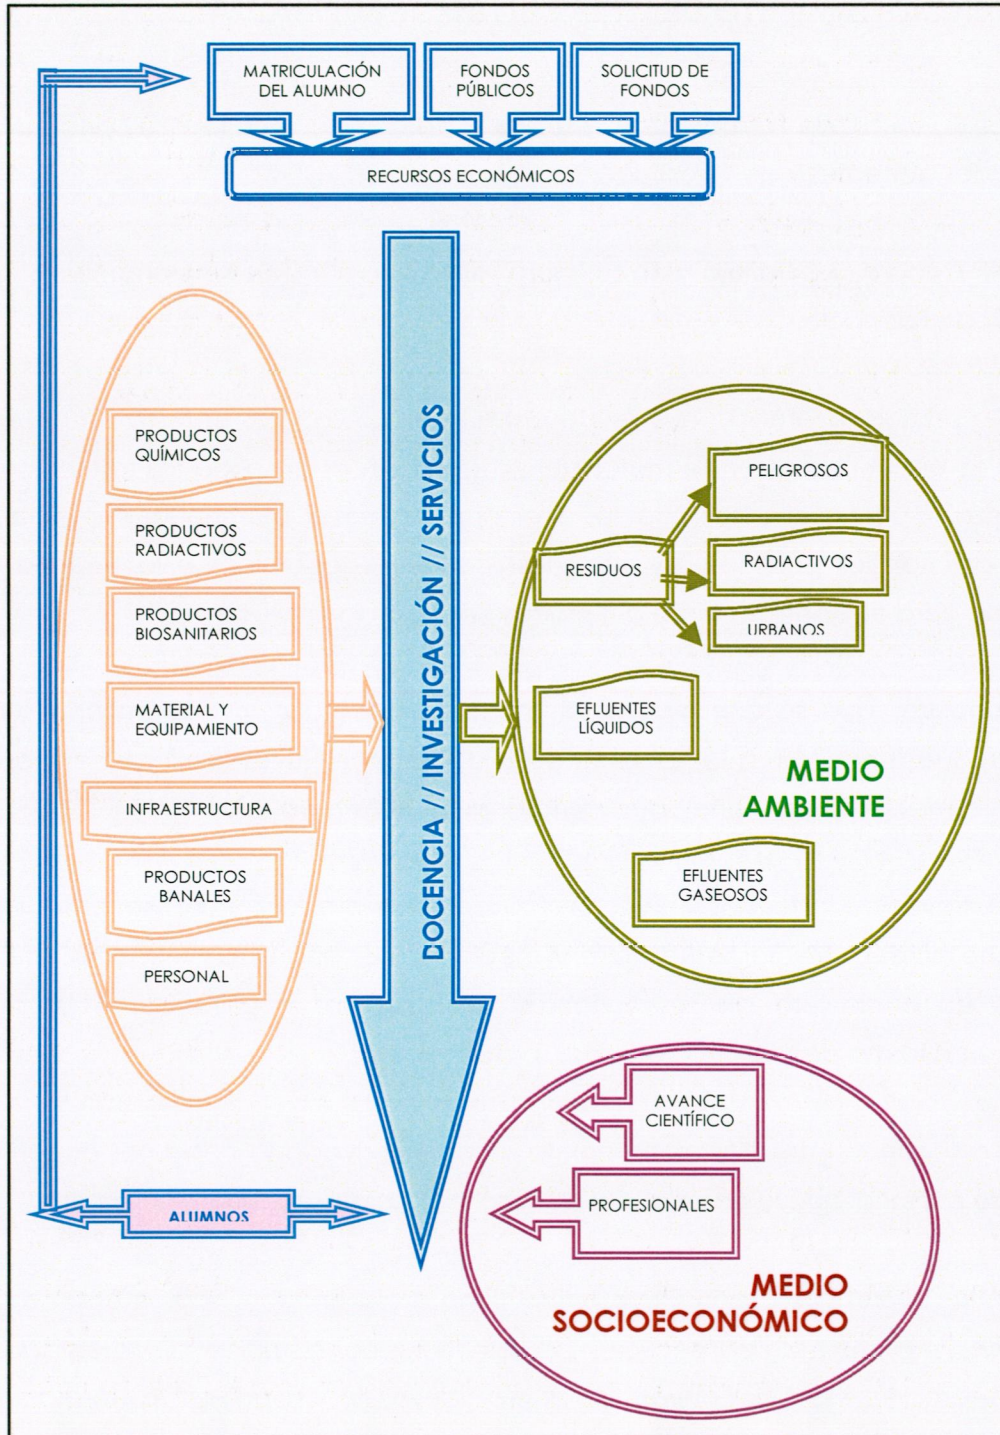 MATRICULACIÓN
DEL ALUMNO
FONDOS
PÚBLICOS
SOLICITUD DE
FONDOS
RECURSOS ECONÓMICOS
PRODUCTOS
QUÍMICOS
PRODUCTOS
RADIACTIVOS
PRODUCTOS
BIOSANITARIOS
MATERIAL Y
EQUIPAMIENTO
INFRAESTRUCTURA
PRODUCTOS
BANALES
PERSONAL
DOCENCIA // INVESTIGACIÓN // SERVICIOS
RESIDUOS
PELIGROSOS
RADIACTIVOS
URBANOS
EFLUENTES
LÍQUIDOS
MEDIO
AMBIENTE
EFLUENTES
GASEOSOS
AVANCE
CIENTÍFICO
PROFESIONALES
MEDIO
SOCIOECONÓMICO
ALUMNOS